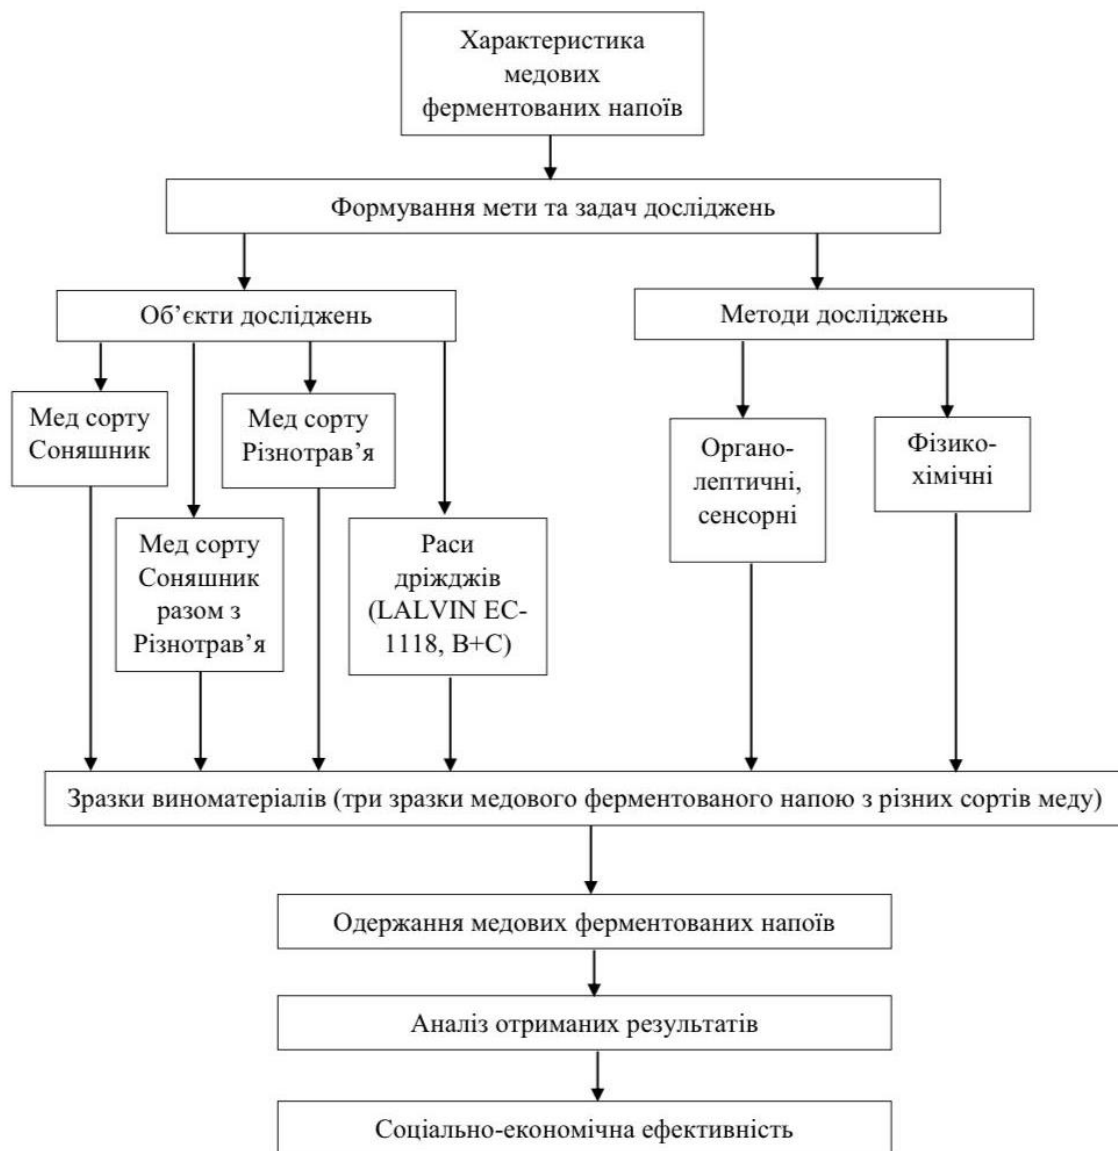 Характеристика
медових
ферментованих напоїв
Формування мети та задач досліджень
Об’єкти досліджень
Методи досліджень
Мед сорту
Соняшник
Мед сорту
Різнотрав’я
Органо-
лептичні,
сенсорні
Фізико-
хімічні
Мед сорту
Соняшник
разом з
Різнотрав’я
Раси
дріжджів
(LALVIN EC-
1118, B+C)
Зразки виноматеріалів (три зразки медового ферментованого напою з різних сортів меду)
Одержання медових ферментованих напоїв
Аналіз отриманих результатів
Соціально-економічна ефективність